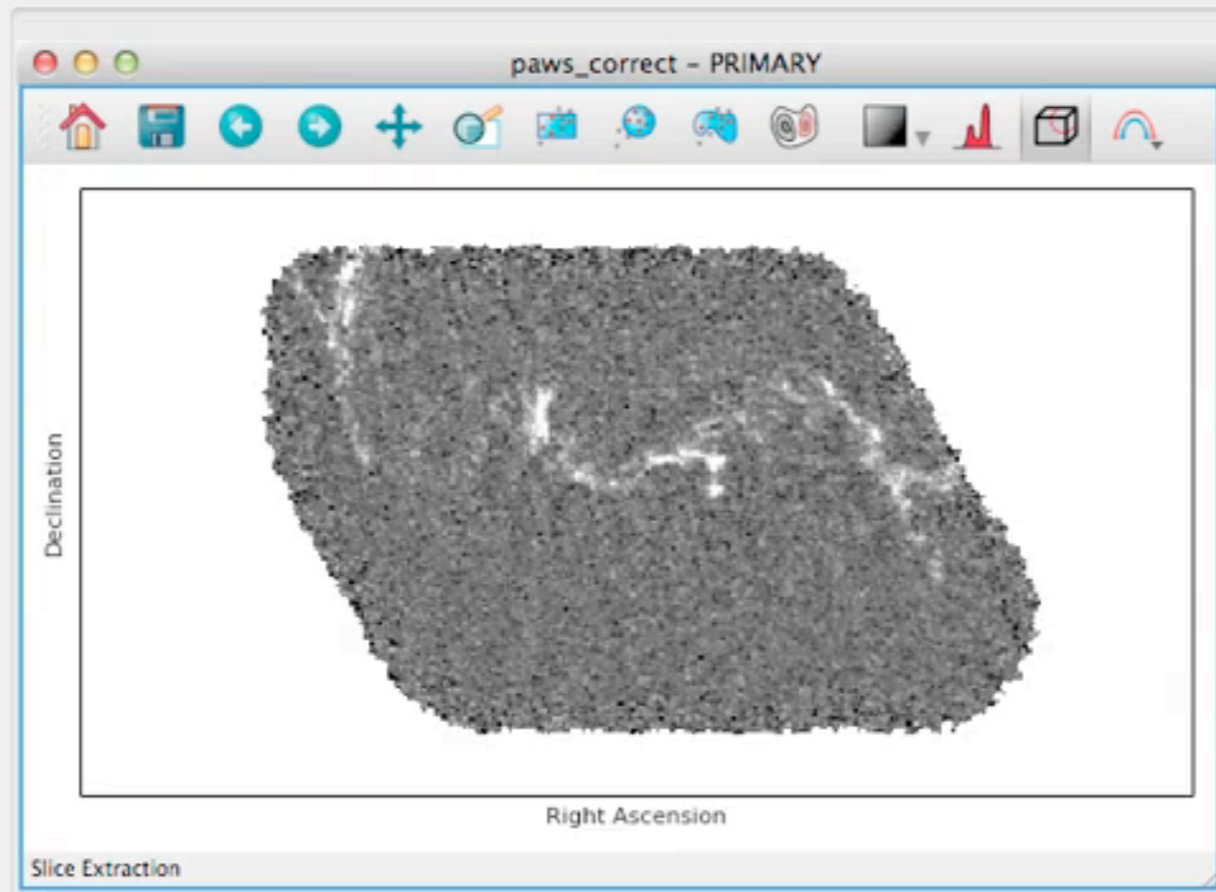 paws_correct – PRIMARY
Declination
Right Ascension
Slice Extraction